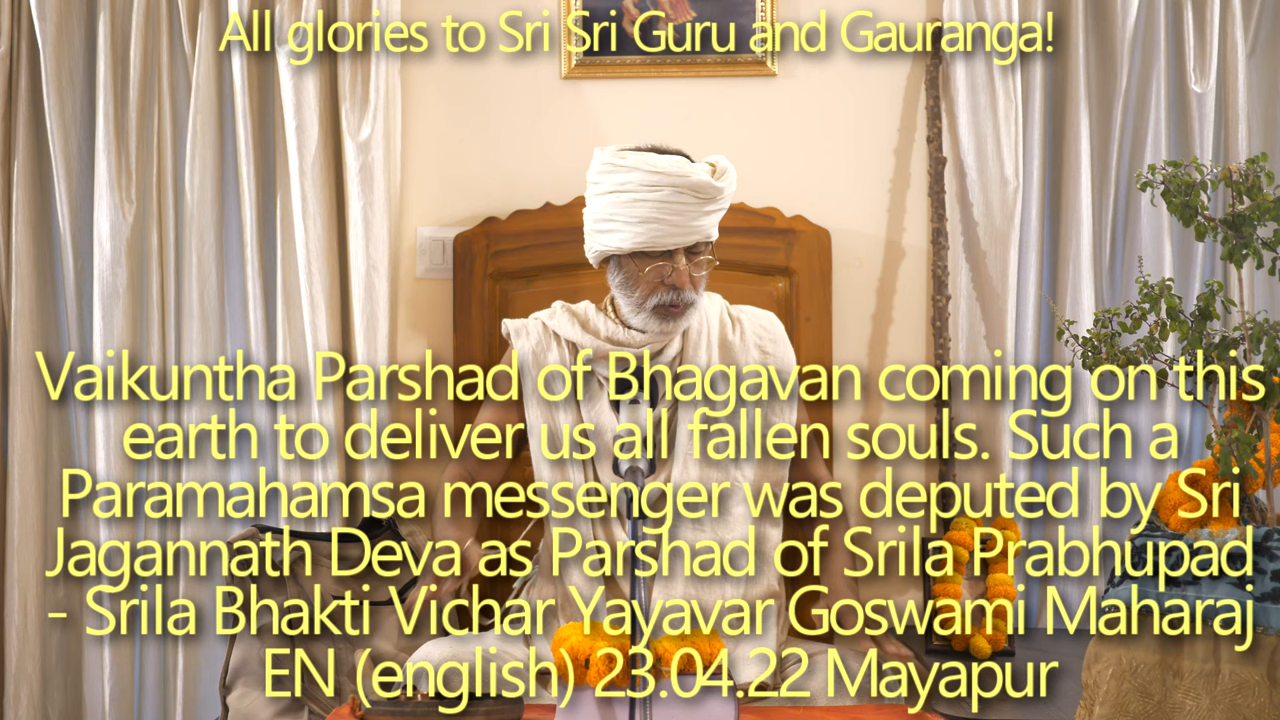 All glories to Sri Sri Guru and Gauranga!
Vaikuntha Parshad of Bhagavan coming on this
earth to deliver us all fallen souls. Such a
Paramahamsa messenger was deputed by Sri
Jagannath Deva as Parshad of Srila Prabhupad
- Srila Bhakti Vichar Yayavar Goswami Maharaj
EN (english) 23.04.22 Mayapur